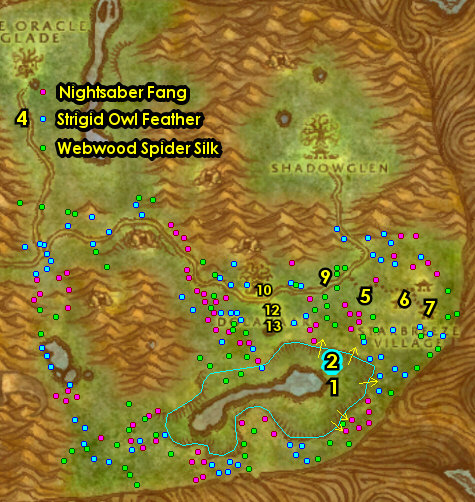 E ORACLE
GLADE
Nightsaber Fang
4
Strigid Owl Feather
Webwood Spider Silk
SHADOWGLEN
9
10
5
6
7
12
13
VILLAGE
2
1